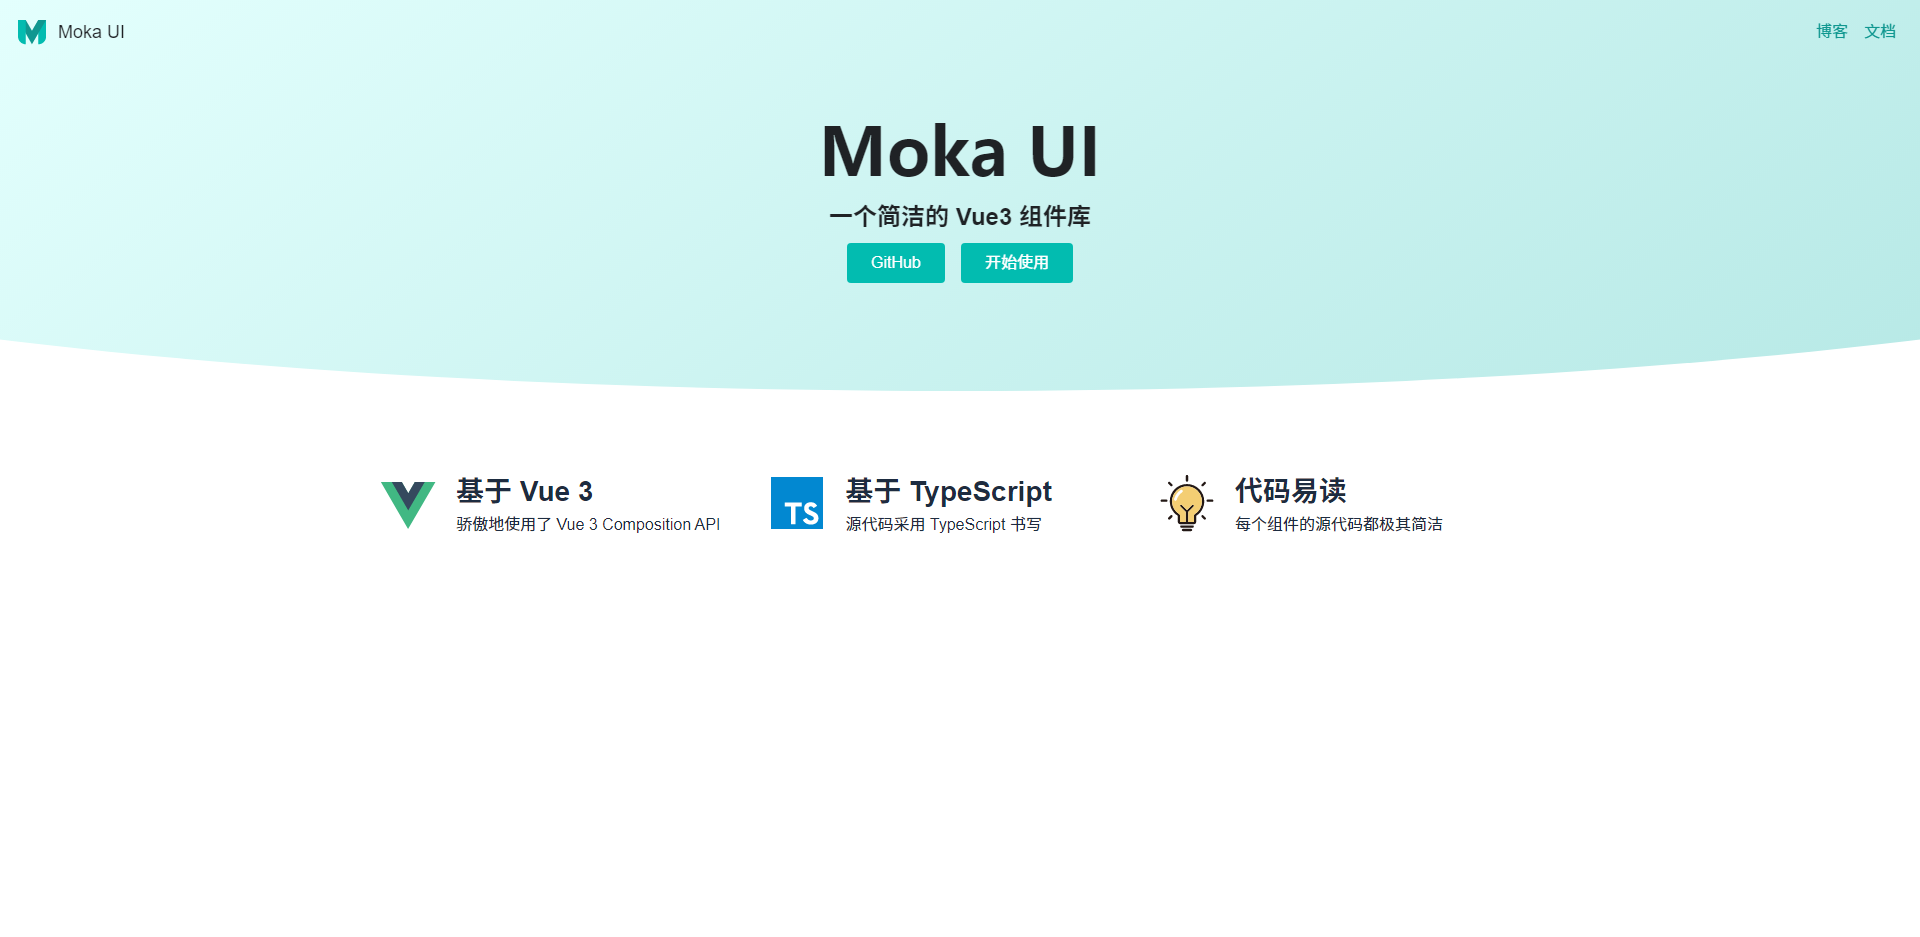 Moka UI
博客 文档
Moka UI
一个简洁的 Vue3 组件库
GitHub 开始使用
基于 Vue 3
骄傲地使用了 Vue 3 Composition API
TS
基于 TypeScript
源代码采用 TypeScript 书写
代码易读
每个组件的源代码都极其简洁